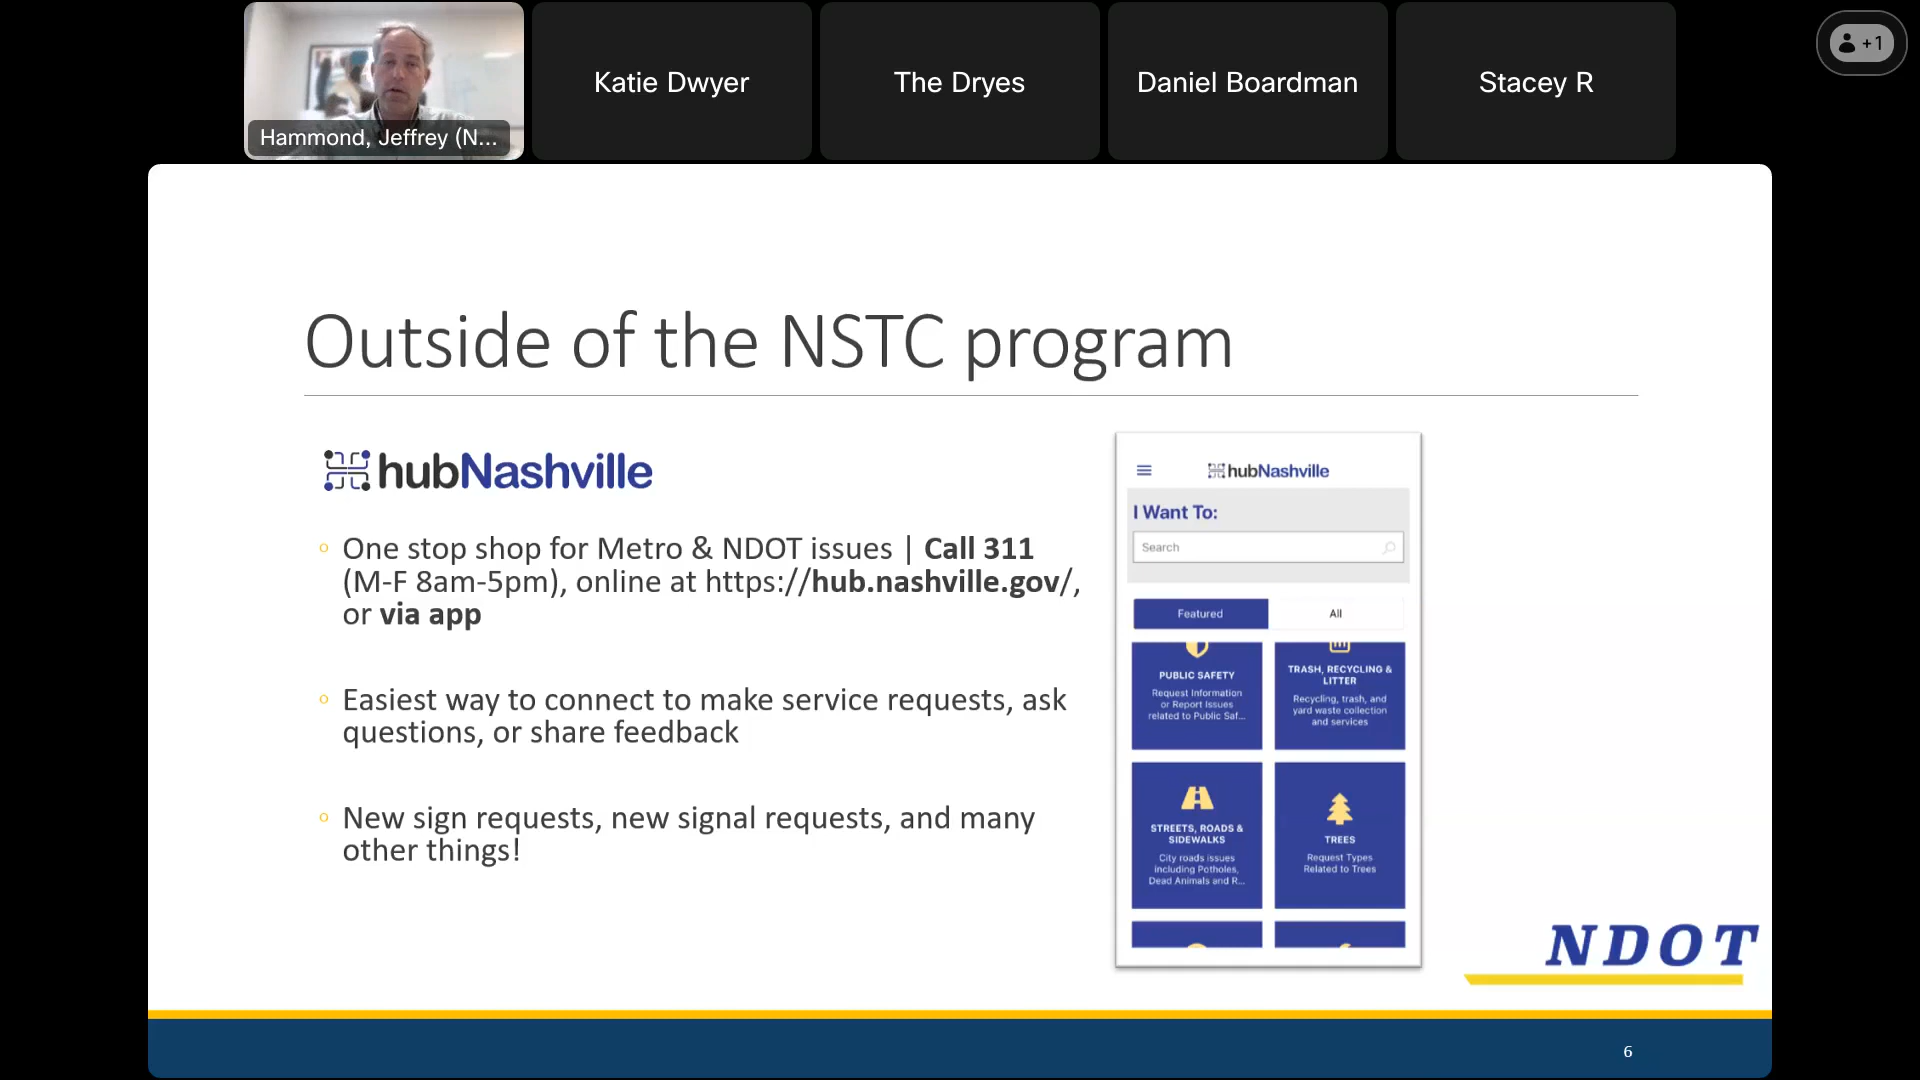 Hammond, Jeffrey (N...
Katie Dwyer
The Dryes
Daniel Boardman
Stacey R
+1
Outside of the NSTC program
hubNashville
One stop shop for Metro & NDOT issues | Call 311
(M-F 8am-5pm), online at https://hub.nashville.gov/,
or via app
Easiest way to connect to make service requests, ask
questions, or share feedback
New sign requests, new signal requests, and many
other things!
hubNashville
I Want To:
Search
Featured
All
PUBLIC SAFETY
Request Information
or Report Issues
related to Public Saf...
TRASH, RECYCLING &
LITTER
Recycling, trash, and
yard waste collection
and services
STREETS, ROADS &
SIDEWALKS
City roads issues
including Potholes,
Dead Animals and R...
TREES
Request Types
Related to Trees
NDOT
6